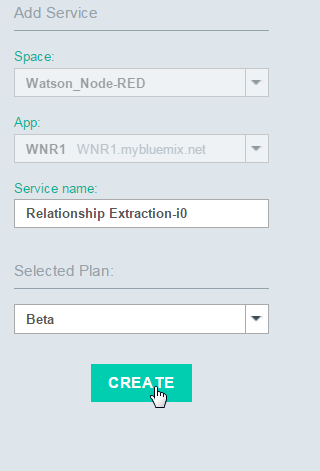 Add Service
Space:
Watson_Node-RED
App:
WNR1 WNR1.mybluemix.net
Service name:
Relationship Extraction-i0
Selected Plan:
Beta
CREATE